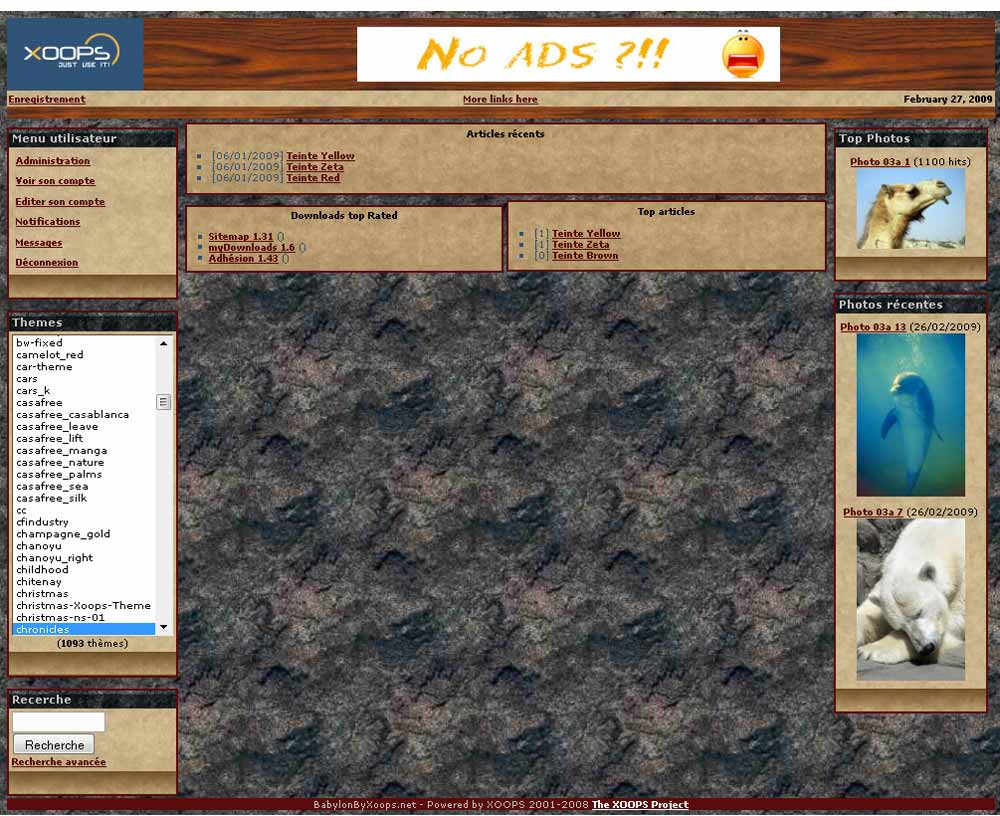 XOOPS
JUST USE IT!
No ADS ?!!
Enregistrement
More links here
February 27, 2009
Menu utilisateur
Administration
Voir son compte
Editer son compte
Notifications
Messages
Déconnexion
Themes
bw-fixed
camelot_red
car-theme
cars
cars_k
casafree
casafree_casablanca
casafree_leave
casafree_lift
casafree_manga
casafree_nature
casafree_palms
casafree_sea
casafree_silk
cc
cfindustry
champagne_gold
chanoyu
chanoyu_right
childhood
chitenay
christmas
christmas-Xoops-Theme
christmas-ns-01
chronicles
(1093 thèmes)
Recerche
Recherche
Recherche avancée
Articles récents
[06/01/2009] Teinte Yellow
[06/01/2009] Teinte Zeta
[06/01/2009] Teinte Red
Downloads top Rated
Sitemap 1.31 ()
myDownloads 1.6 ()
Adhésion 1.43 ()
Top articles
[1] Teinte Yellow
[1] Teinte Zeta
[0] Teinte Brown
Top Photos
Photo 03a 1 (1100 hits)
Photos récentes
Photo 03a 13 (26/02/2009)
Photo 03a 7 (26/02/2009)
BabylonByXoops.net - Powered by XOOPS 2001-2008 The XOOPS Project